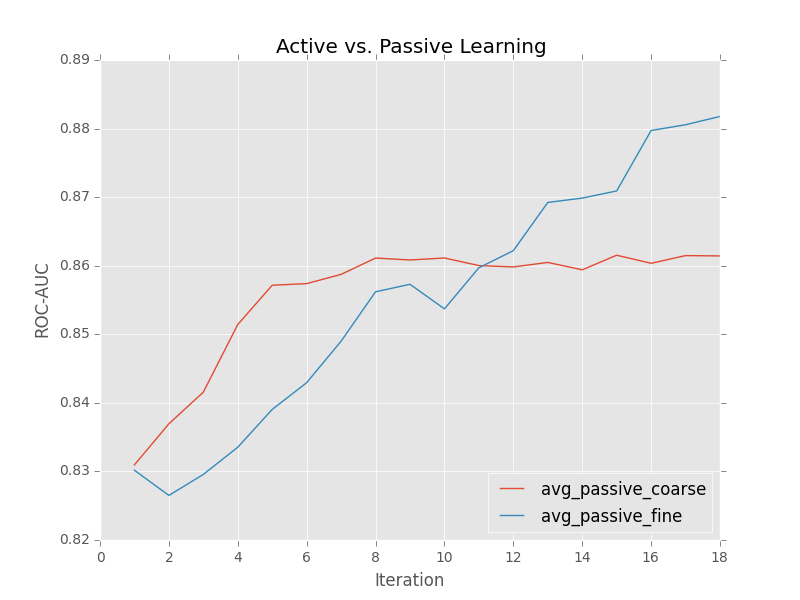 Active vs. Passive Learning
0.89
0.88
0.87
0.86
0.85
0.84
0.83
0.82
ROC-AUC
0 2 4 6 8 10 12 14 16 18
Iteration
avg_passive_coarse
avg_passive_fine